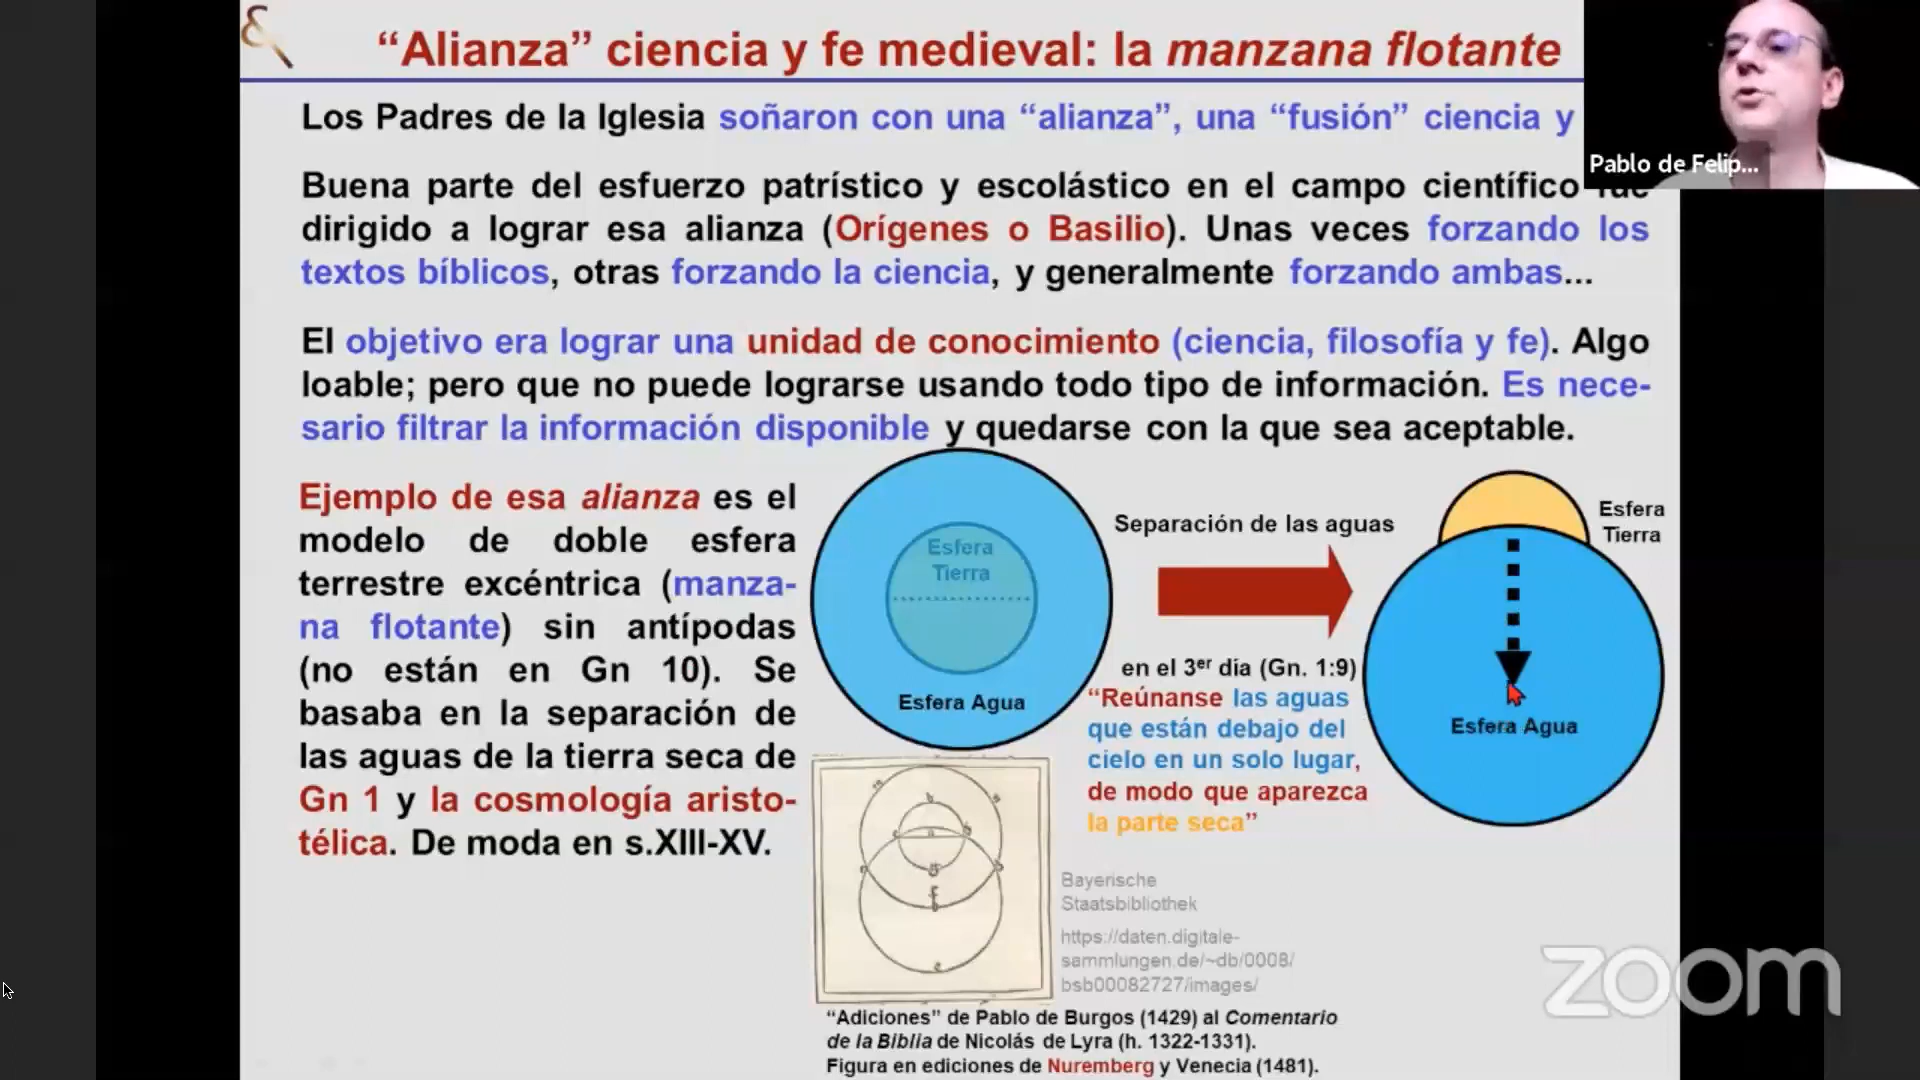 “Alianza” ciencia y fe medieval: la manzana flotante
Los Padres de la Iglesia soñaron con una “alianza”, una “fusión” ciencia y
Pablo de Felip...
Buena parte del esfuerzo patrístico y escolástico en el campo científico fue
dirigido a lograr esa alianza (Orígenes o Basilio). Unas veces forzando los
textos bíblicos, otras forzando la ciencia, y generalmente forzando ambas...
El objetivo era lograr una unidad de conocimiento (ciencia, filosofía y fe). Algo
loable; pero que no puede lograrse usando todo tipo de información. Es nece-
sario filtrar la información disponible y quedarse con la que sea aceptable.
Ejemplo de esa alianza es el
modelo de doble esfera
terrestre excéntrica (manza-
na flotante) sin antípodas
(no están en Gn 10). Se
basaba en la separación de
las aguas de la tierra seca de
Gn 1 y la cosmología aristo-
télica. De moda en s.XIII-XV.
Esfera
Tierra
Esfera Agua
Separación de las aguas
en el 3er día (Gn. 1:9)
“Reúnanse las aguas
que están debajo del
cielo en un solo lugar,
de modo que aparezca
la parte seca”
Esfera
Tierra
Esfera Agua
Bayerische
Staatsbibliothek
https://daten.digitale-
sammlungen.de/~db/0008/
bsb00082727/images/
“Adiciones” de Pablo de Burgos (1429) al Comentario
de la Biblia de Nicolás de Lyra (h. 1322-1331).
Figura en ediciones de Nuremberg y Venecia (1481).
zoom